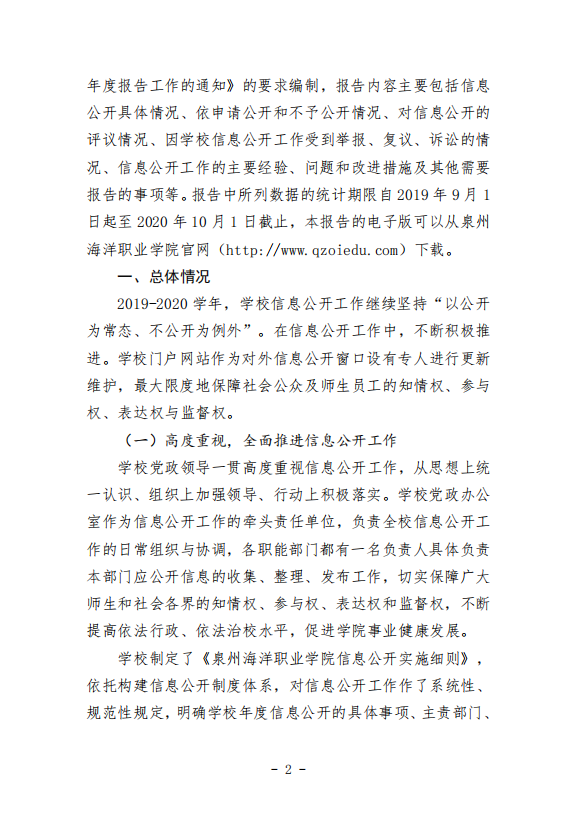 年度报告工作的通知》的要求编制，报告内容主要包括信息
公开具体情况、依申请公开和不予公开情况、对信息公开的
评议情况、因学校信息公开工作受到举报、复议、诉讼的情
况、信息公开工作的主要经验、问题和改进措施及其他需要
报告的事项等。报告中所列数据的统计期限自 2019 年 9 月 1
日起至 2020 年 10 月 1 日截止，本报告的电子版可以从泉州
海洋职业学院官网（http://www.qzoiedu.com）下载。
一、总体情况
2019-2020 学年，学校信息公开工作继续坚持“以公开
为常态、不公开为例外”。在信息公开工作中，不断积极推
进。学校门户网站作为对外信息公开窗口设有专人进行更新
维护，最大限度地保障社会公众及师生员工的知情权、参与
权、表达权与监督权。
（一）高度重视，全面推进信息公开工作
学校党政领导一贯高度重视信息公开工作，从思想上统
一认识、组织上加强领导、行动上积极落实。学校党政办公
室作为信息公开工作的牵头责任单位，负责全校信息公开工
作的日常组织与协调，各职能部门都有一名负责人具体负责
本部门应公开信息的收集、整理、发布工作，切实保障广大
师生和社会各界的知情权、参与权、表达权和监督权，不断
提高依法行政、依法治校水平，促进学院事业健康发展。
学校制定了《泉州海洋职业学院信息公开实施细则》，
依托构建信息公开制度体系，对信息公开工作作了系统性、
规范性规定，明确学校年度信息公开的具体事项、主责部门、
- 2 -